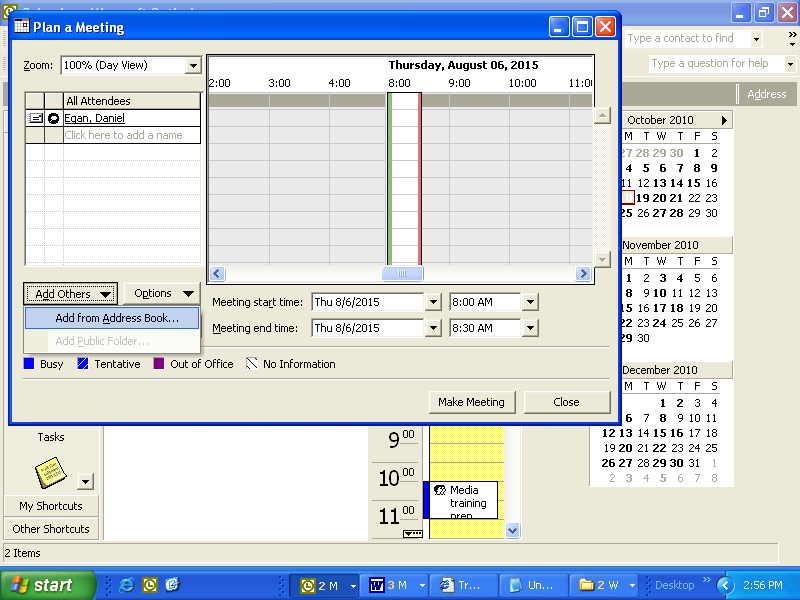 Plan a Meeting
Zoom:
100% (Day View)
Thursday, August 06, 2015
2:00 3:00 4:00 8:00 9:00 10:00 11:0
All Attendees
Egan, Daniel
Click here to add a name
Add Others
Options
Add from Address Book...
Add Public Folder...
Meeting start time:
Thu 8/6/2015
8:00 AM
Meeting end time:
Thu 8/6/2015
8:30 AM
Busy
Tentative
Out of Office
No Information
Make Meeting
Close
Type a contact to find
Type a question for help
Address
October 2010
M T W T F S
27 28 29 30 1 2
4 5 6 7 8 9
11 12 13 14 15 16
19 20 21 22 23
25 26 27 28 29 30
November 2010
M T W T F S
1 2 3 4 5 6
8 9 10 11 12 13
15 16 17 18 19 20
22 23 24 25 26 27
29 30
December 2010
M T W T F S
1 2 3 4
6 7 8 9 10 11
12 13 14 15 16 17 18
19 20 21 22 23 24 25
26 27 28 29 30 31 1
2 3 4 5 6 7 8
Tasks
My Shortcuts
Other Shortcuts
9 00
10 00
11 00
Media
training
prep
2 Items
start
2 M
3 M
Tr...
Un...
2 W
Desktop
2:56 PM